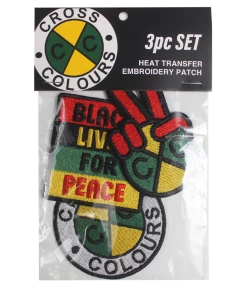 CROSS
C C
COLOURS
3pc SET
HEAT TRANSFER
EMBROIDERY PATCH
BLAC
LIV
FOR
PEACE
C
C
CROSS
COLOURS